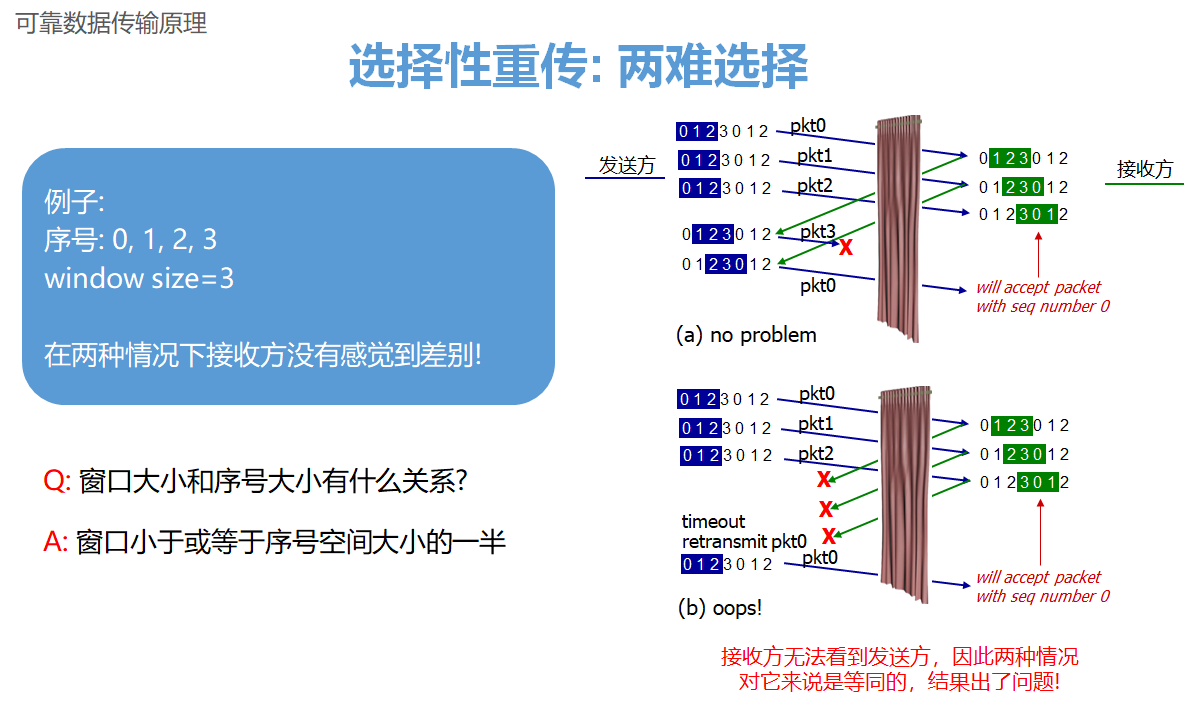 可靠数据传输原理
选择性重传: 两难选择
例子:
序号: 0, 1, 2, 3
window size=3
在两种情况下接收方没有感觉到差别!
Q: 窗口大小和序号大小有什么关系?
A: 窗口小于或等于序号空间大小的一半
发送方
接收方
0 1 2 3 0 1 2
pkt0
0 1 2 3 0 1 2
pkt1
0 1 2 3 0 1 2
pkt2
0 1 2 3 0 1 2
pkt3
X
0 1 2 3 0 1 2
pkt0
0 1 2 3 0 1 2
0 1 2 3 0 1 2
0 1 2 3 0 1 2
will accept packet
with seq number 0
(a) no problem
0 1 2 3 0 1 2
pkt0
0 1 2 3 0 1 2
pkt1
0 1 2 3 0 1 2
pkt2
X
X
X
timeout
retransmit pkt0
0 1 2 3 0 1 2
pkt0
0 1 2 3 0 1 2
0 1 2 3 0 1 2
0 1 2 3 0 1 2
will accept packet
with seq number 0
(b) oops!
接收方无法看到发送方，因此两种情况
对它来说是等同的，结果出了问题!